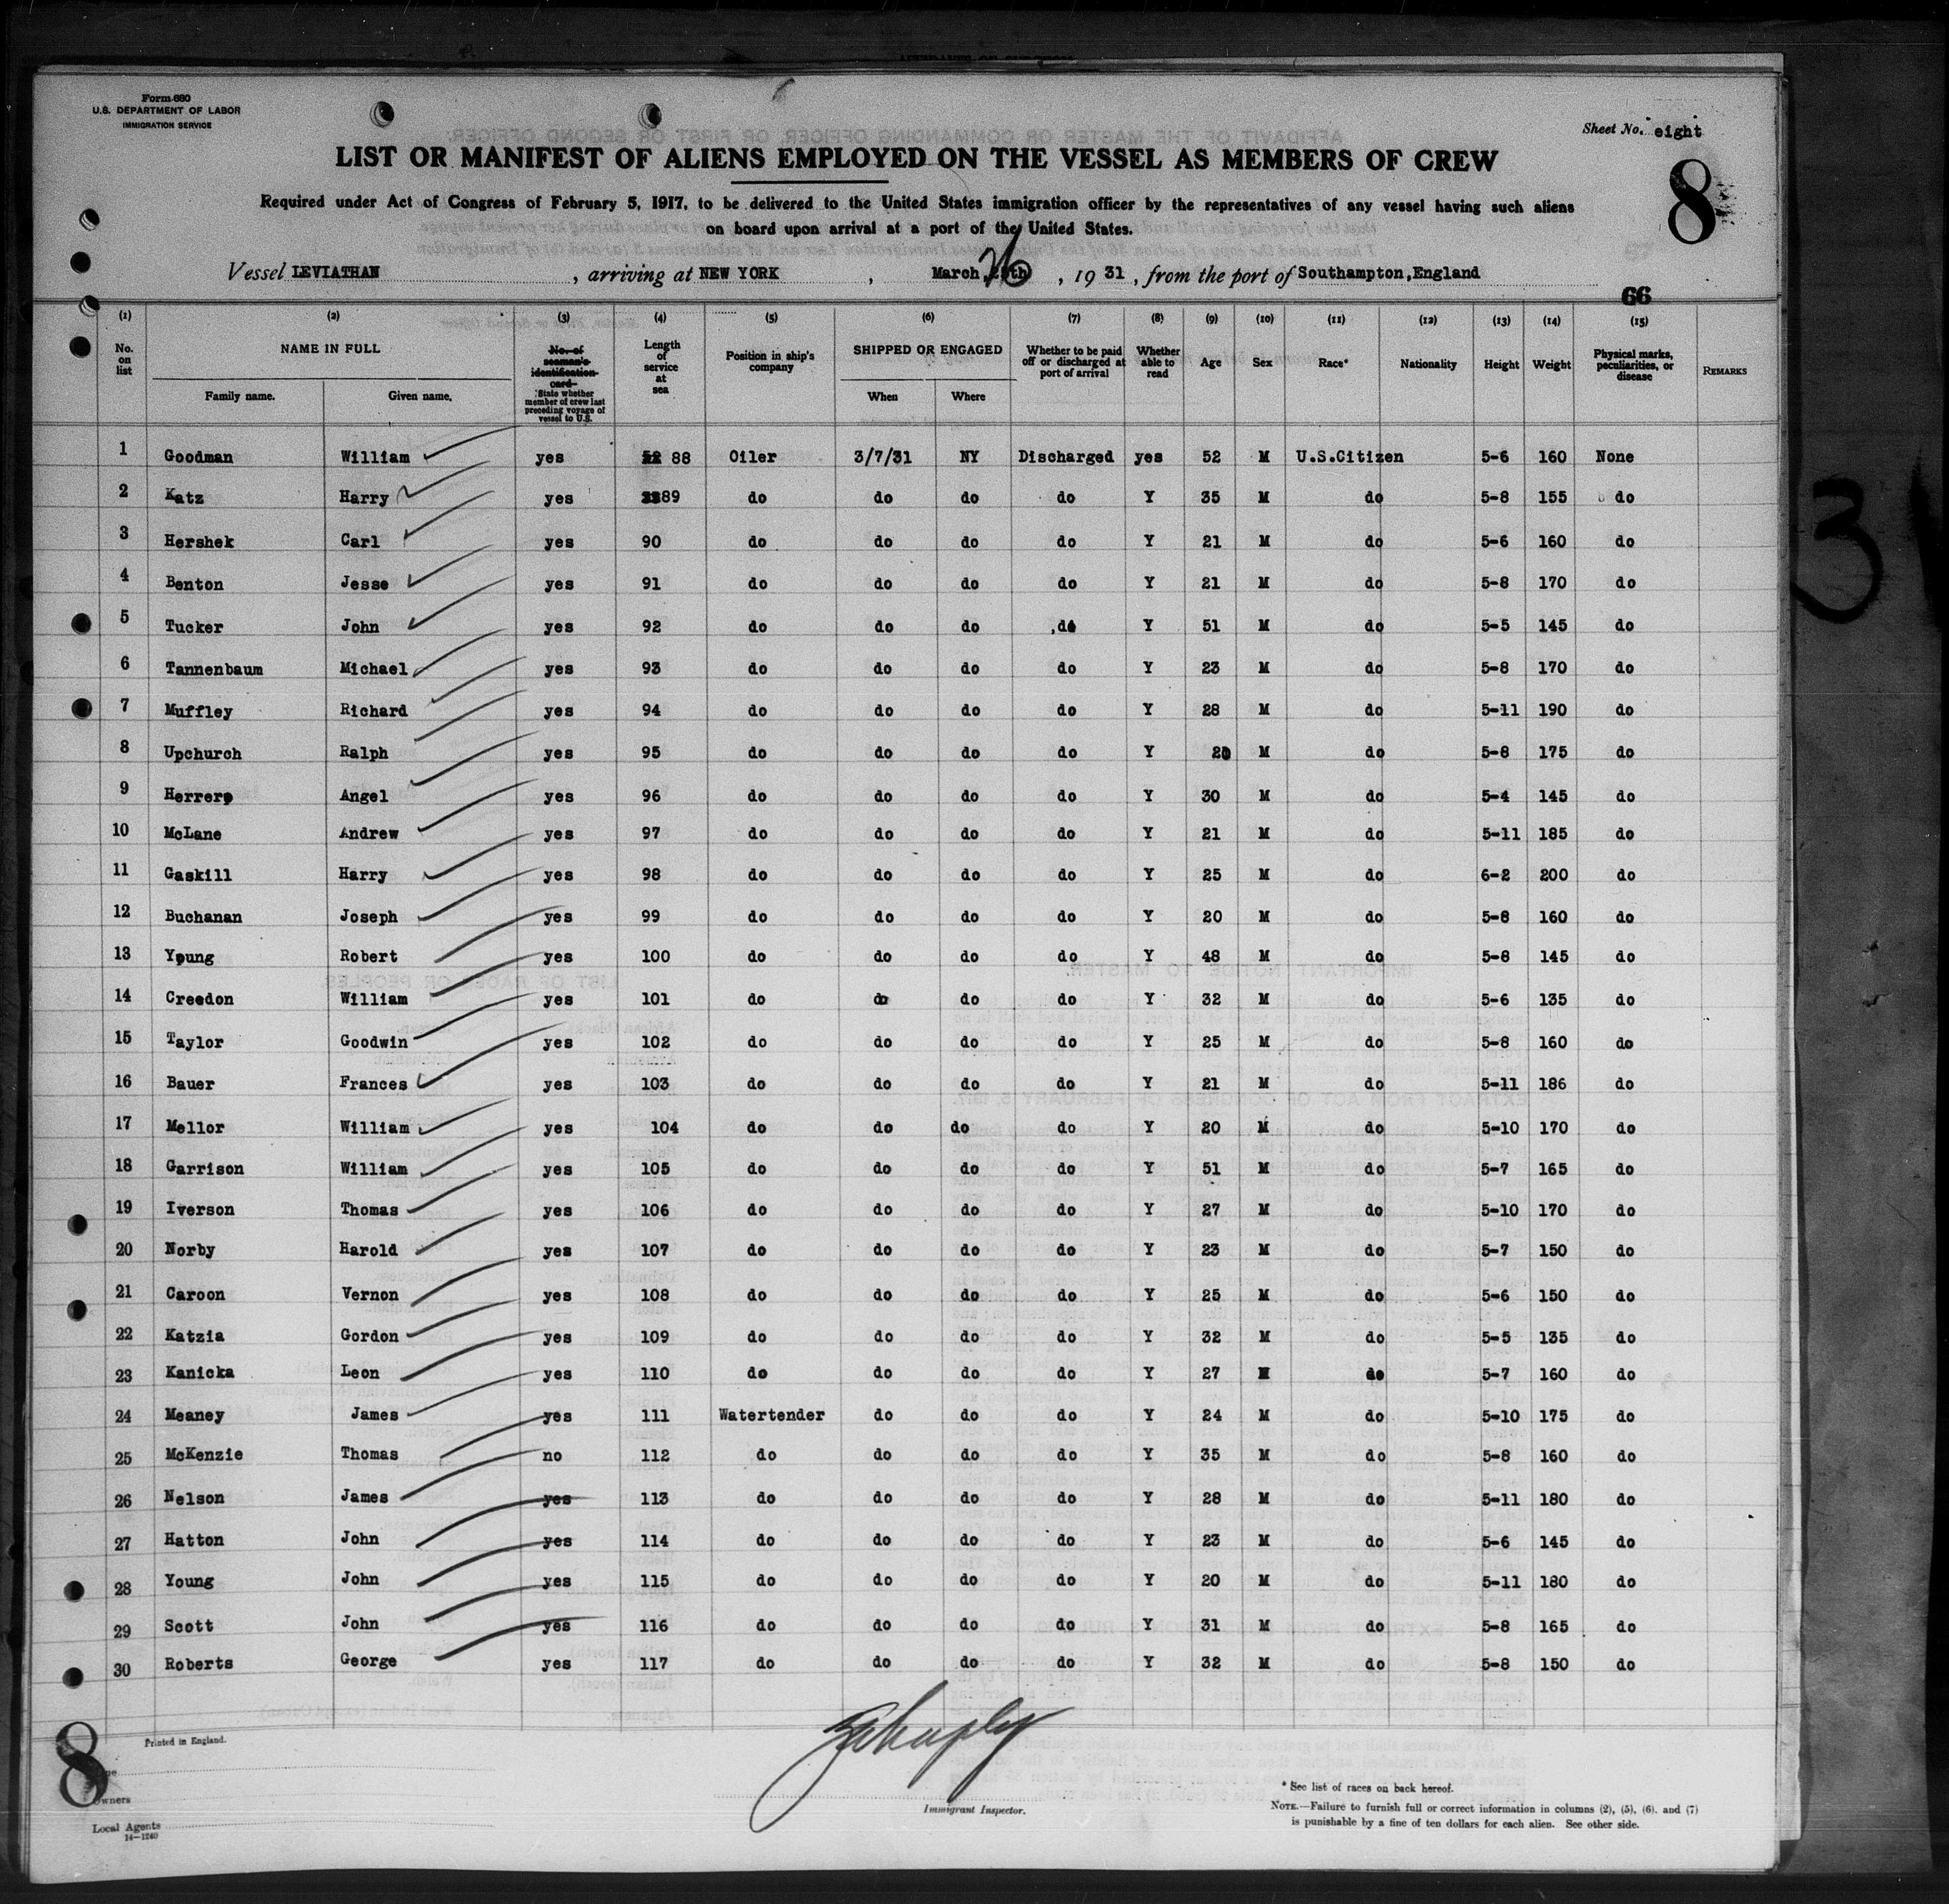 Form 680
U.S. DEPARTMENT OF LABOR
IMMIGRATION SERVICE
Sheet No. eight
8
LIST OR MANIFEST OF ALIENS EMPLOYED ON THE VESSEL AS MEMBERS OF CREW
Required under Act of Congress of February 5, 1917, to be delivered to the United States immigration officer by the representatives of any vessel having such aliens
on board upon arrival at a port of the United States.
Vessel LEVIATHAN, arriving at NEW YORK, March 26, 1931, from the port of Southampton, England
66
(1) (2) (3) (4) (5) (6) (7) (8) (9) (10) (11) (12) (13) (14) (15)
No. on list NAME IN FULL Family name. Given name. No. of seaman's identification card State whether member of crew last preceding voyage of vessel to U.S. Length of service at sea Position in ship's company SHIPPED OR ENGAGED When Where Whether to be paid off or discharged at port of arrival Whether able to read Age Sex Race* Nationality Height Weight Physical marks, peculiarities, or disease REMARKS
1 Goodman William yes 88 Oiler 3/7/31 NY Discharged yes 52 M U.S.Citizen 5-6 160 None
2 Katz Harry yes 89 do do do do Y 35 M do 5-8 155 do
3 Hershek Carl yes 90 do do do do Y 21 M do 5-6 160 do
4 Benton Jesse yes 91 do do do do Y 21 M do 5-8 170 do
5 Tucker John yes 92 do do do do Y 51 M do 5-5 145 do
6 Tannenbaum Michael yes 93 do do do do Y 23 M do 5-8 170 do
7 Muffley Richard yes 94 do do do do Y 28 M do 5-11 190 do
8 Upchurch Ralph yes 95 do do do do Y M do 5-8 175 do
9 Herrero Angel yes 96 do do do do Y 30 M do 5-4 145 do
10 McLane Andrew yes 97 do do do do Y 21 M do 5-11 185 do
11 Gaskill Harry yes 98 do do do do Y 25 M do 6-2 200 do
12 Buchanan Joseph yes 99 do do do do Y 20 M do 5-8 160 do
13 Young Robert yes 100 do do do do Y 48 M do 5-8 145 do
14 Creedon William yes 101 do do do do Y 32 M do 5-6 135 do
15 Taylor Goodwin yes 102 do do do do Y 25 M do 5-8 160 do
16 Bauer Frances yes 103 do do do do Y 21 M do 5-11 186 do
17 Mellor William yes 104 do do do do Y 20 M do 5-10 170 do
18 Garrison William yes 105 do do do do Y 51 M do 5-7 165 do
19 Iverson Thomas yes 106 do do do do Y 27 M do 5-10 170 do
20 Norby Harold yes 107 do do do do Y 23 M do 5-7 150 do
21 Caroon Vernon yes 108 do do do do Y 25 M do 5-6 150 do
22 Katzia Gordon yes 109 do do do do Y 32 M do 5-5 135 do
23 Kanicka Leon yes 110 do do do do Y 27 M do 5-7 160 do
24 Meaney James yes 111 Watertender do do do Y 24 M do 5-10 175 do
25 McKenzie Thomas no 112 do do do do Y 35 M do 5-8 160 do
26 Nelson James yes 113 do do do do Y 28 M do 5-11 180 do
27 Hatton John yes 114 do do do do Y 23 M do 5-6 145 do
28 Young John yes 115 do do do do Y 20 M do 5-11 180 do
29 Scott John yes 116 do do do do Y 31 M do 5-8 165 do
30 Roberts George yes 117 do do do do Y 32 M do 5-8 150 do
Printed in England.
8
Owners
Local Agents
14—1240
Immigrant Inspector.
* See list of races on back hereof.
NOTE.—Failure to furnish full or correct information in columns (2), (5), (6), and (7)
is punishable by a fine of ten dollars for each alien. See other side.
3